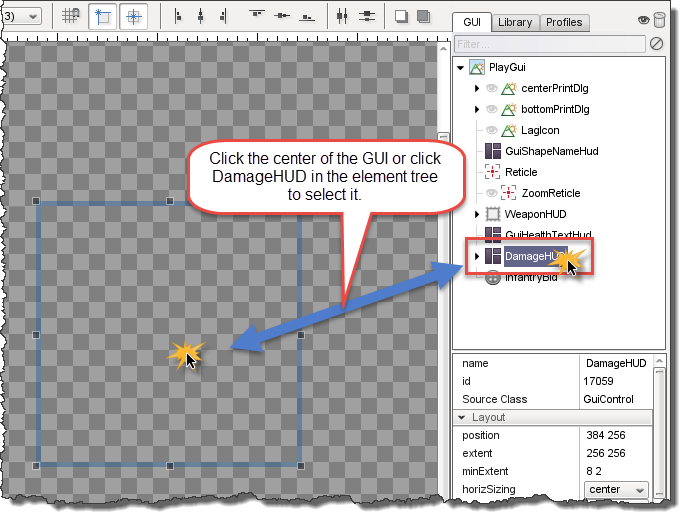 3)
GUI Library Profiles
Filter...
PlayGui
centerPrintDlg
bottomPrintDlg
LagIcon
GuiShapeNameHud
Reticle
ZoomReticle
WeaponHUD
GuiHealthTextHud
DamageHUD
InfantryBid
Click the center of the GUI or click
DamageHUD in the element tree
to select it.
name DamageHUD
id 17059
Source Class GuiControl
Layout
position 384 256
extent 256 256
minExtent 8 2
horizSizing center